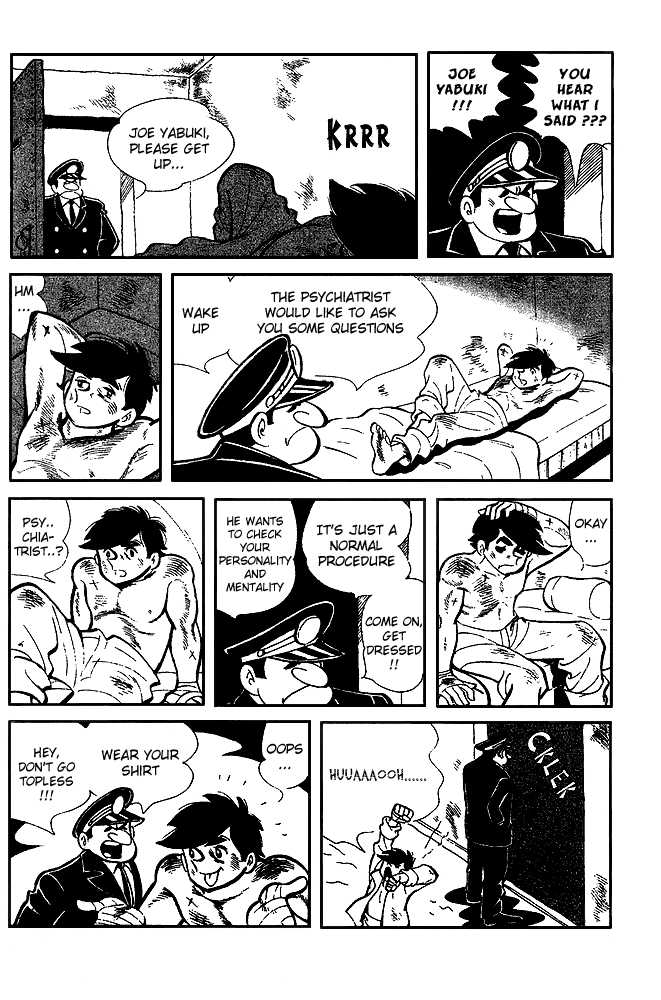 JOE YABUKI,
PLEASE GET
UP...
KRRR
JOE
YABUKI
!!!
YOU
HEAR
WHAT I
SAID ???
HM
...
WAKE
UP
THE PSYCHIATRIST
WOULD LIKE TO ASK
YOU SOME QUESTIONS
PSY..
CHIA-
TRIST..?
HE WANTS
TO CHECK
YOUR
PERSONALITY
AND
MENTALITY
IT'S JUST A
NORMAL
PROCEDURE
COME ON,
GET
DRESSED
!!
OKAY
...
HEY,
DON'T GO
TOPLESS
!!!
WEAR YOUR
SHIRT
OOPS
...
HUUAAAOOH......
CKLEK